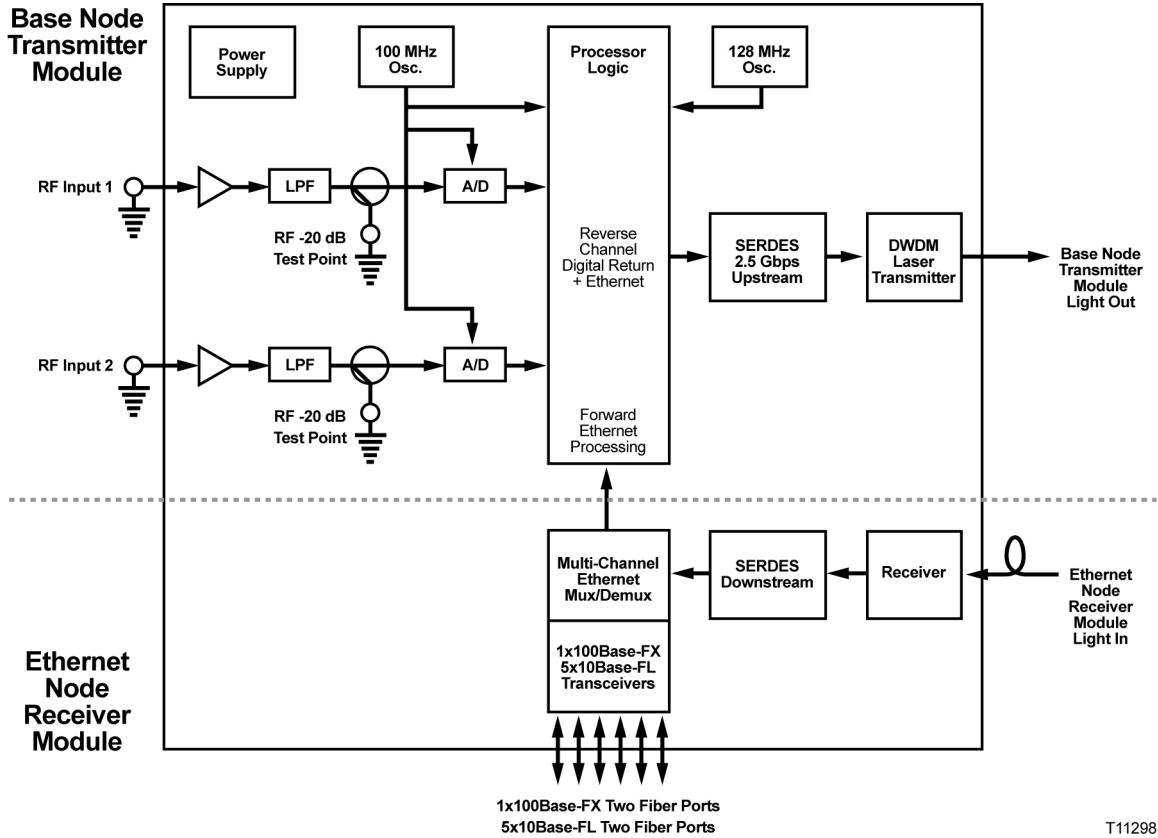 Base Node
Transmitter
Module
Power
Supply
100 MHz
Osc.
Processor
Logic
128 MHz
Osc.
RF Input 1
LPF
A/D
RF -20 dB
Test Point
Reverse
Channel
Digital Return
+ Ethernet
SERDES
2.5 Gbps
Upstream
DWDM
Laser
Transmitter
Base Node
Transmitter
Module
Light Out
RF Input 2
LPF
A/D
RF -20 dB
Test Point
Forward
Ethernet
Processing
Multi-Channel
Ethernet
Mux/Demux
SERDES
Downstream
Receiver
Ethernet
Node
Receiver
Module
Light In
1x100Base-FX
5x10Base-FL
Transceivers
Ethernet
Node
Receiver
Module
1x100Base-FX Two Fiber Ports
5x10Base-FL Two Fiber Ports
T11298